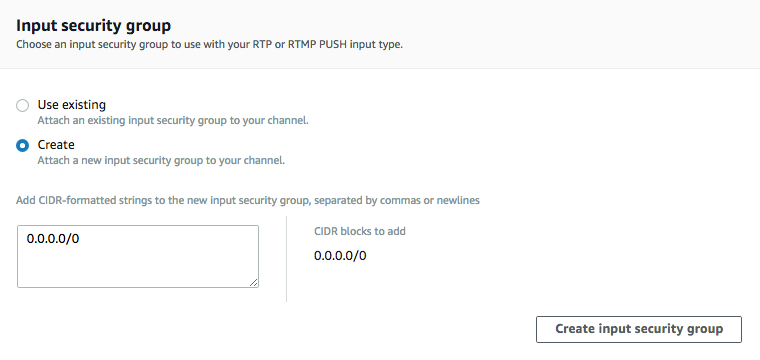 Input security group
Choose an input security group to use with your RTP or RTMP PUSH input type.
Use existing
Attach an existing input security group to your channel.
Create
Attach a new input security group to your channel.
Add CIDR-formatted strings to the new input security group, separated by commas or newlines
0.0.0.0/0
CIDR blocks to add
0.0.0.0/0
Create input security group